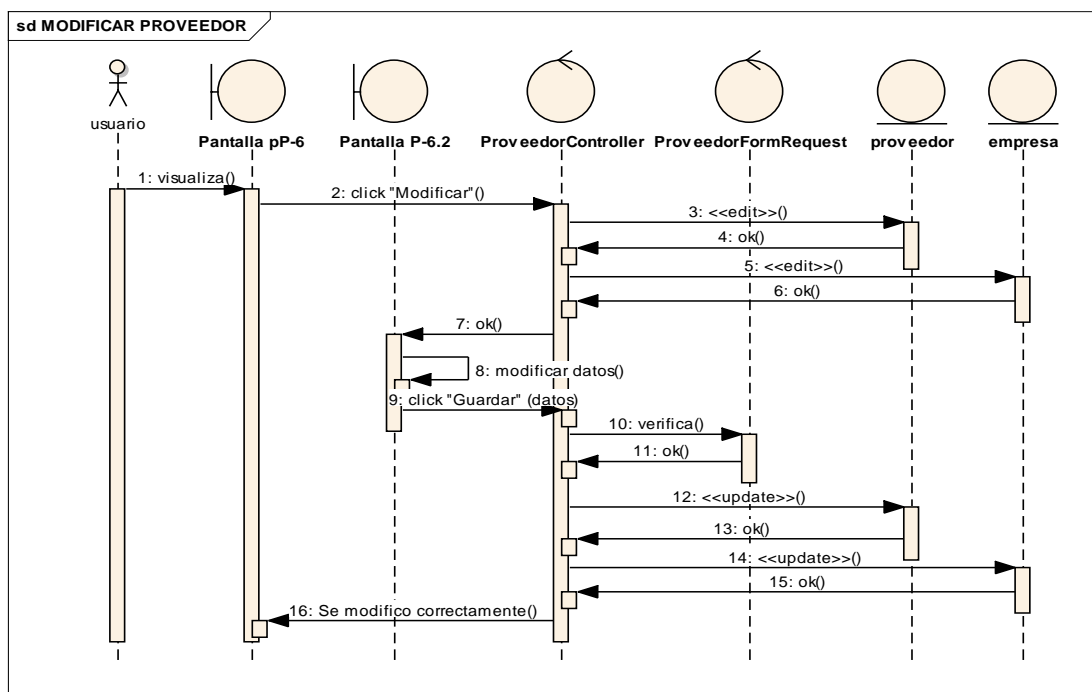 sd MODIFICAR PROVEEDOR
usuario
Pantalla pP-6
Pantalla P-6.2
ProveedorController
ProveedorFormRequest
proveedor
empresa
1: visualiza()
2: click "Modificar"()
3: <<edit>>()
4: ok()
5: <<edit>>()
6: ok()
7: ok()
8: modificar datos()
9: click "Guardar" (datos)
10: verifica()
11: ok()
12: <<update>>()
13: ok()
14: <<update>>()
15: ok()
16: Se modifico correctamente()